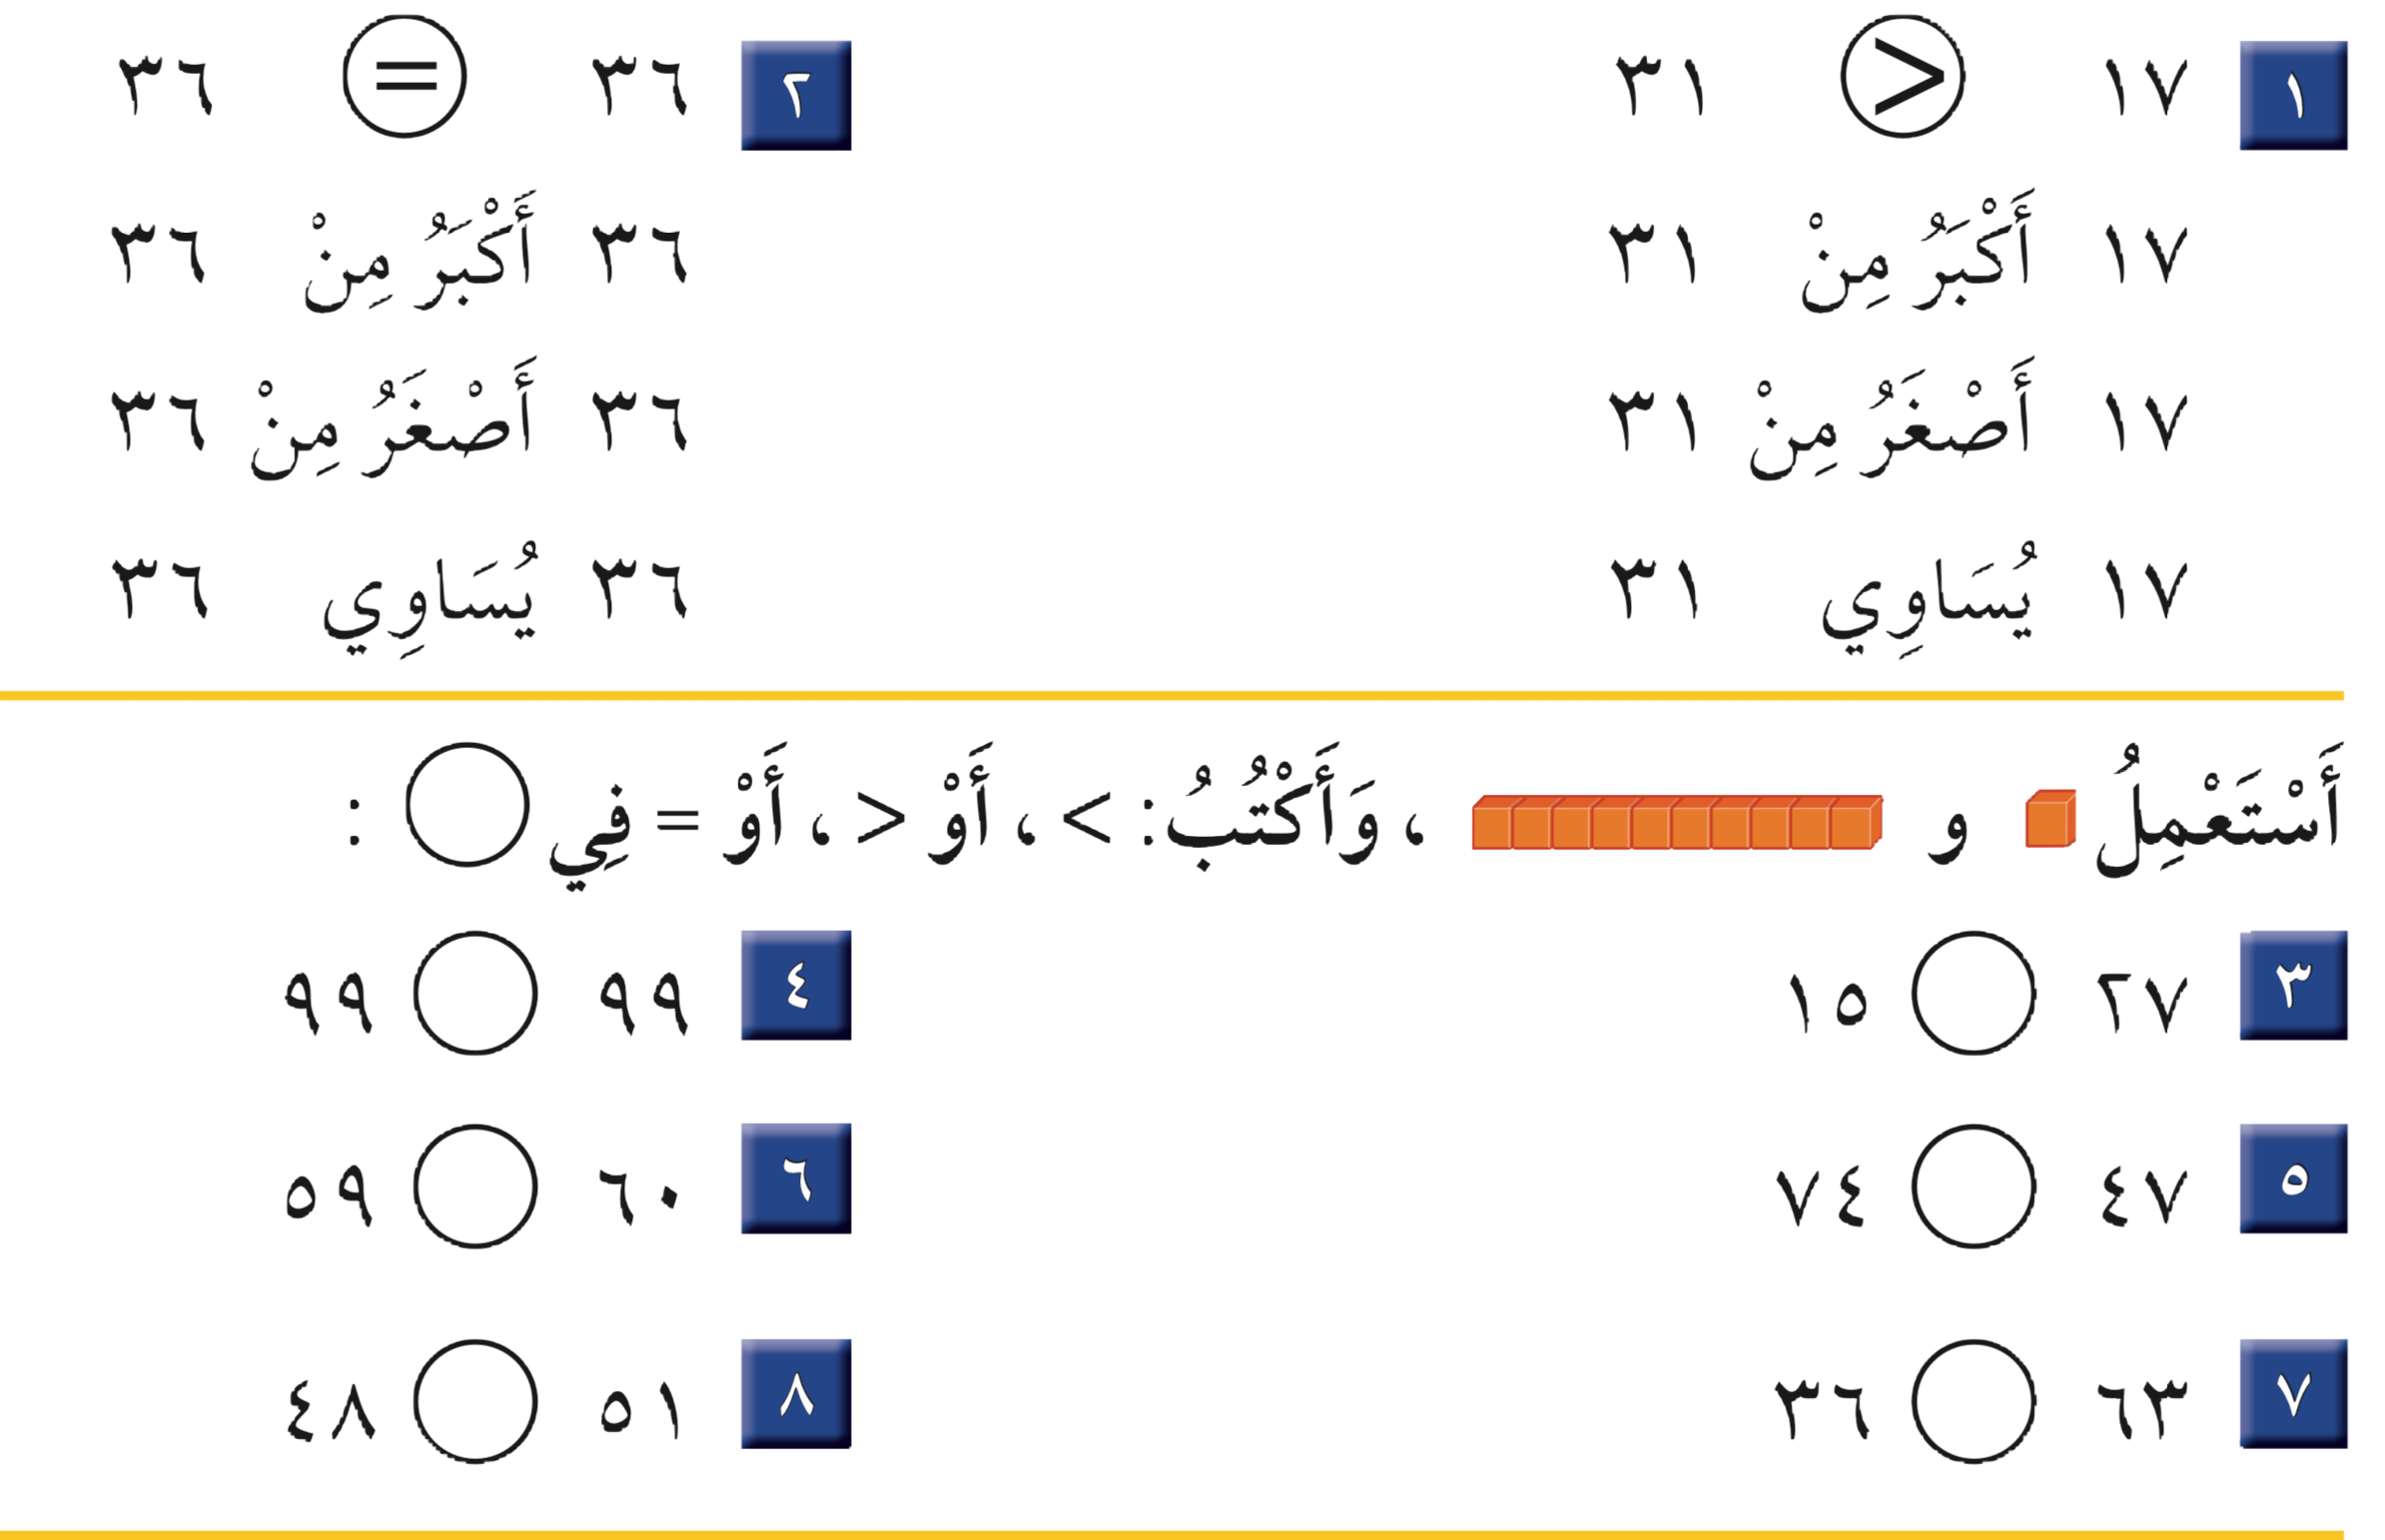 ١ ١٧ < ٣١ ٢ ٣٦ = ٣٦
١٧ أَكْبَرُ مِنْ ٣١ ٣٦ أَكْبَرُ مِنْ ٣٦
١٧ أَصْغَرُ مِنْ ٣١ ٣٦ أَصْغَرُ مِنْ ٣٦
١٧ يُسَاوِي ٣١ ٣٦ يُسَاوِي ٣٦
أَسْتَعْمِلُ و ، وَأَكْتُبُ: > ، أَوْ < ، أَوْ = فِي :
٣ ٢٧ ١٥ ٤ ٩٩ ٩٩
٥ ٤٧ ٧٤ ٦ ٦٠ ٥٩
٧ ٦٣ ٣٦ ٨ ٥١ ٤٨